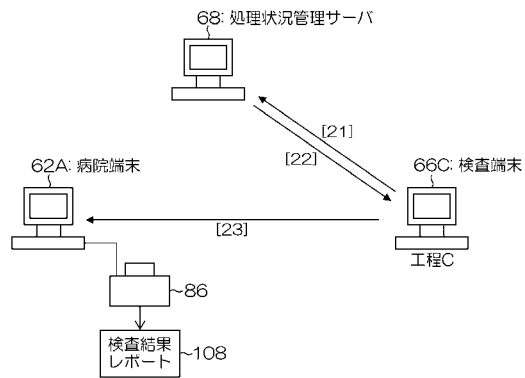 68: 処理状況管理サーバ
[21]
[22]
62A: 病院端末
66C: 検査端末
[23]
工程C
86
検査結果
レポート
108